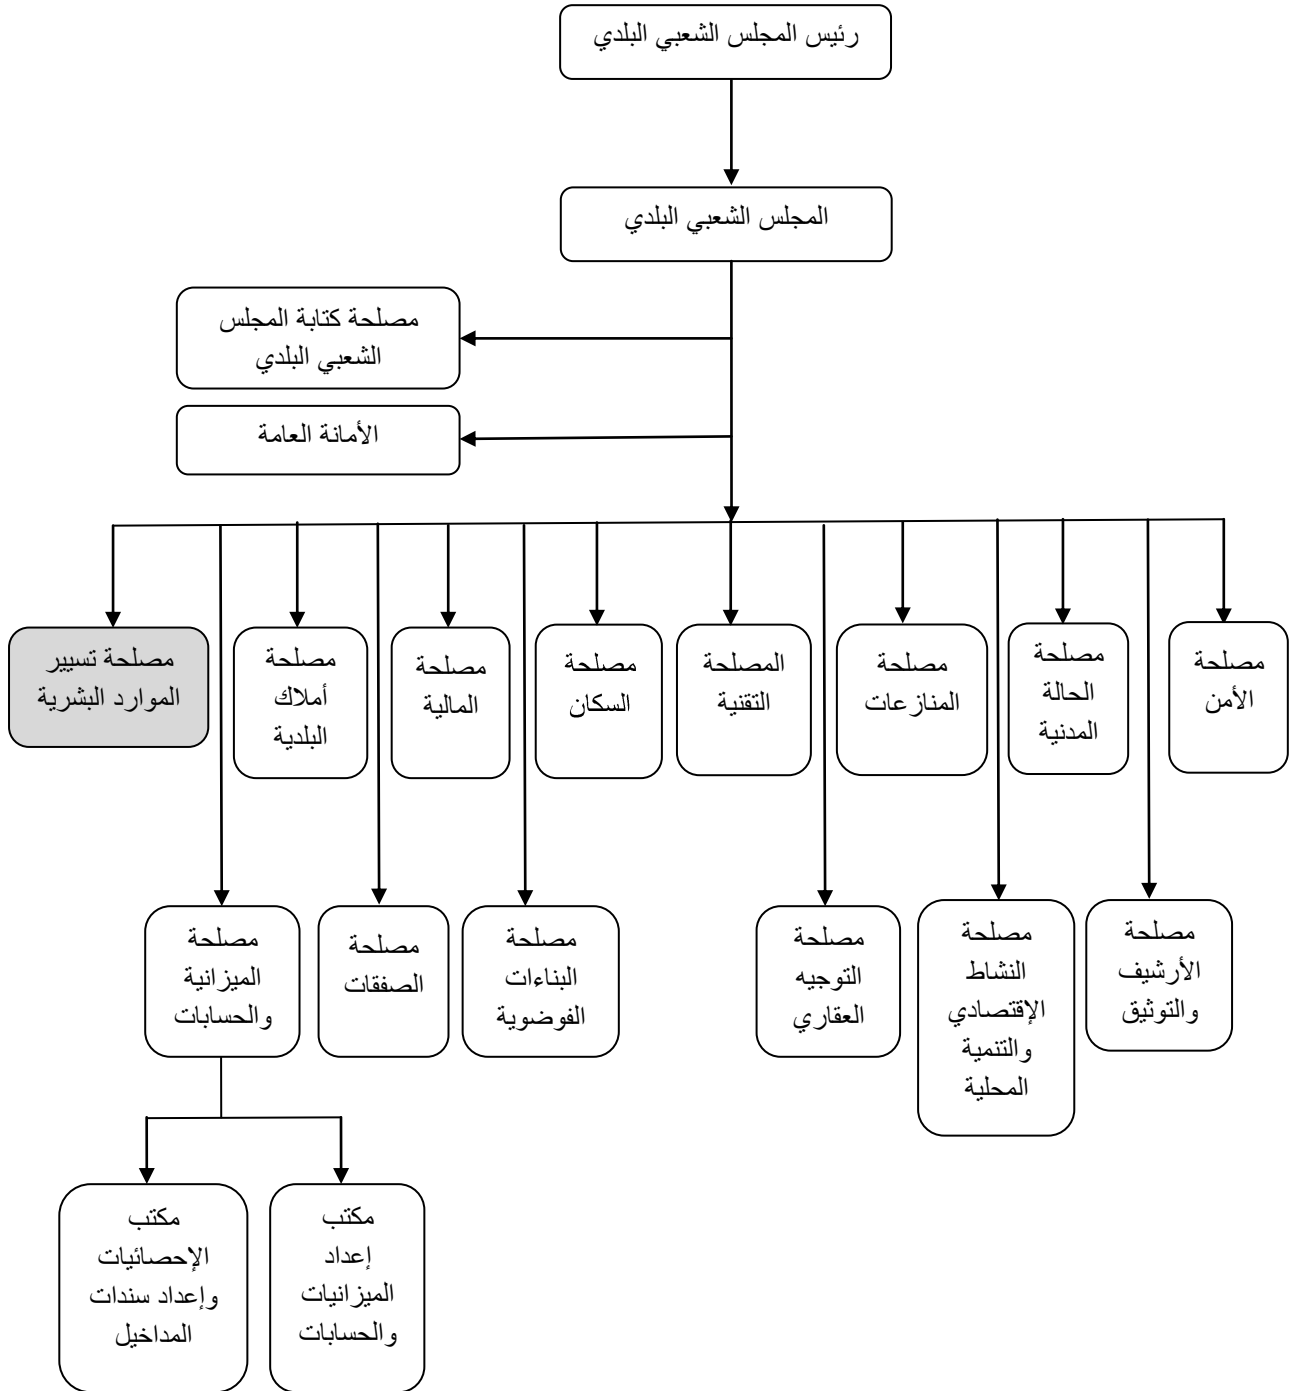 رئيس المجلس الشعبي البلدي
المجلس الشعبي البلدي
مصلحة كتابة المجلس
الشعبي البلدي
الأمانة العامة
مصلحة
الأمن
مصلحة
الحالة
المدنية
مصلحة
المنازعات
المصلحة
التقنية
مصلحة
السكان
مصلحة
المالية
مصلحة
أملاك
البلدية
مصلحة تسيير
الموارد البشرية
مصلحة
الأرشيف
والتوثيق
مصلحة
النشاط
الإقتصادي
والتنمية
المحلية
مصلحة
التوجيه
العقاري
مصلحة
البناءات
الفوضوية
مصلحة
الصفقات
مصلحة
الميزانية
والحسابات
مكتب
إعداد
الميزانيات
والحسابات
مكتب
الإحصائيات
وإعداد سندات
المداخيل